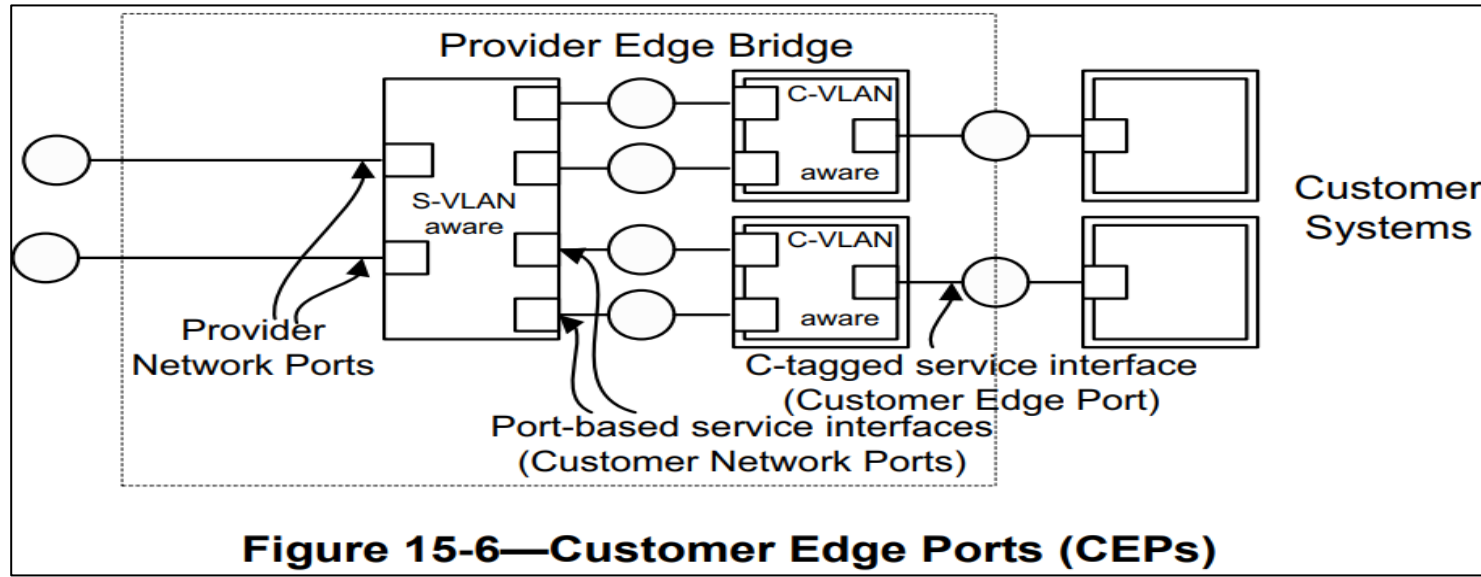 Provider Edge Bridge
C-VLAN
aware
S-VLAN
aware
C-VLAN
aware
Customer
Systems
Provider
Network Ports
C-tagged service interface
(Customer Edge Port)
Port-based service interfaces
(Customer Network Ports)
Figure 15-6—Customer Edge Ports (CEPs)